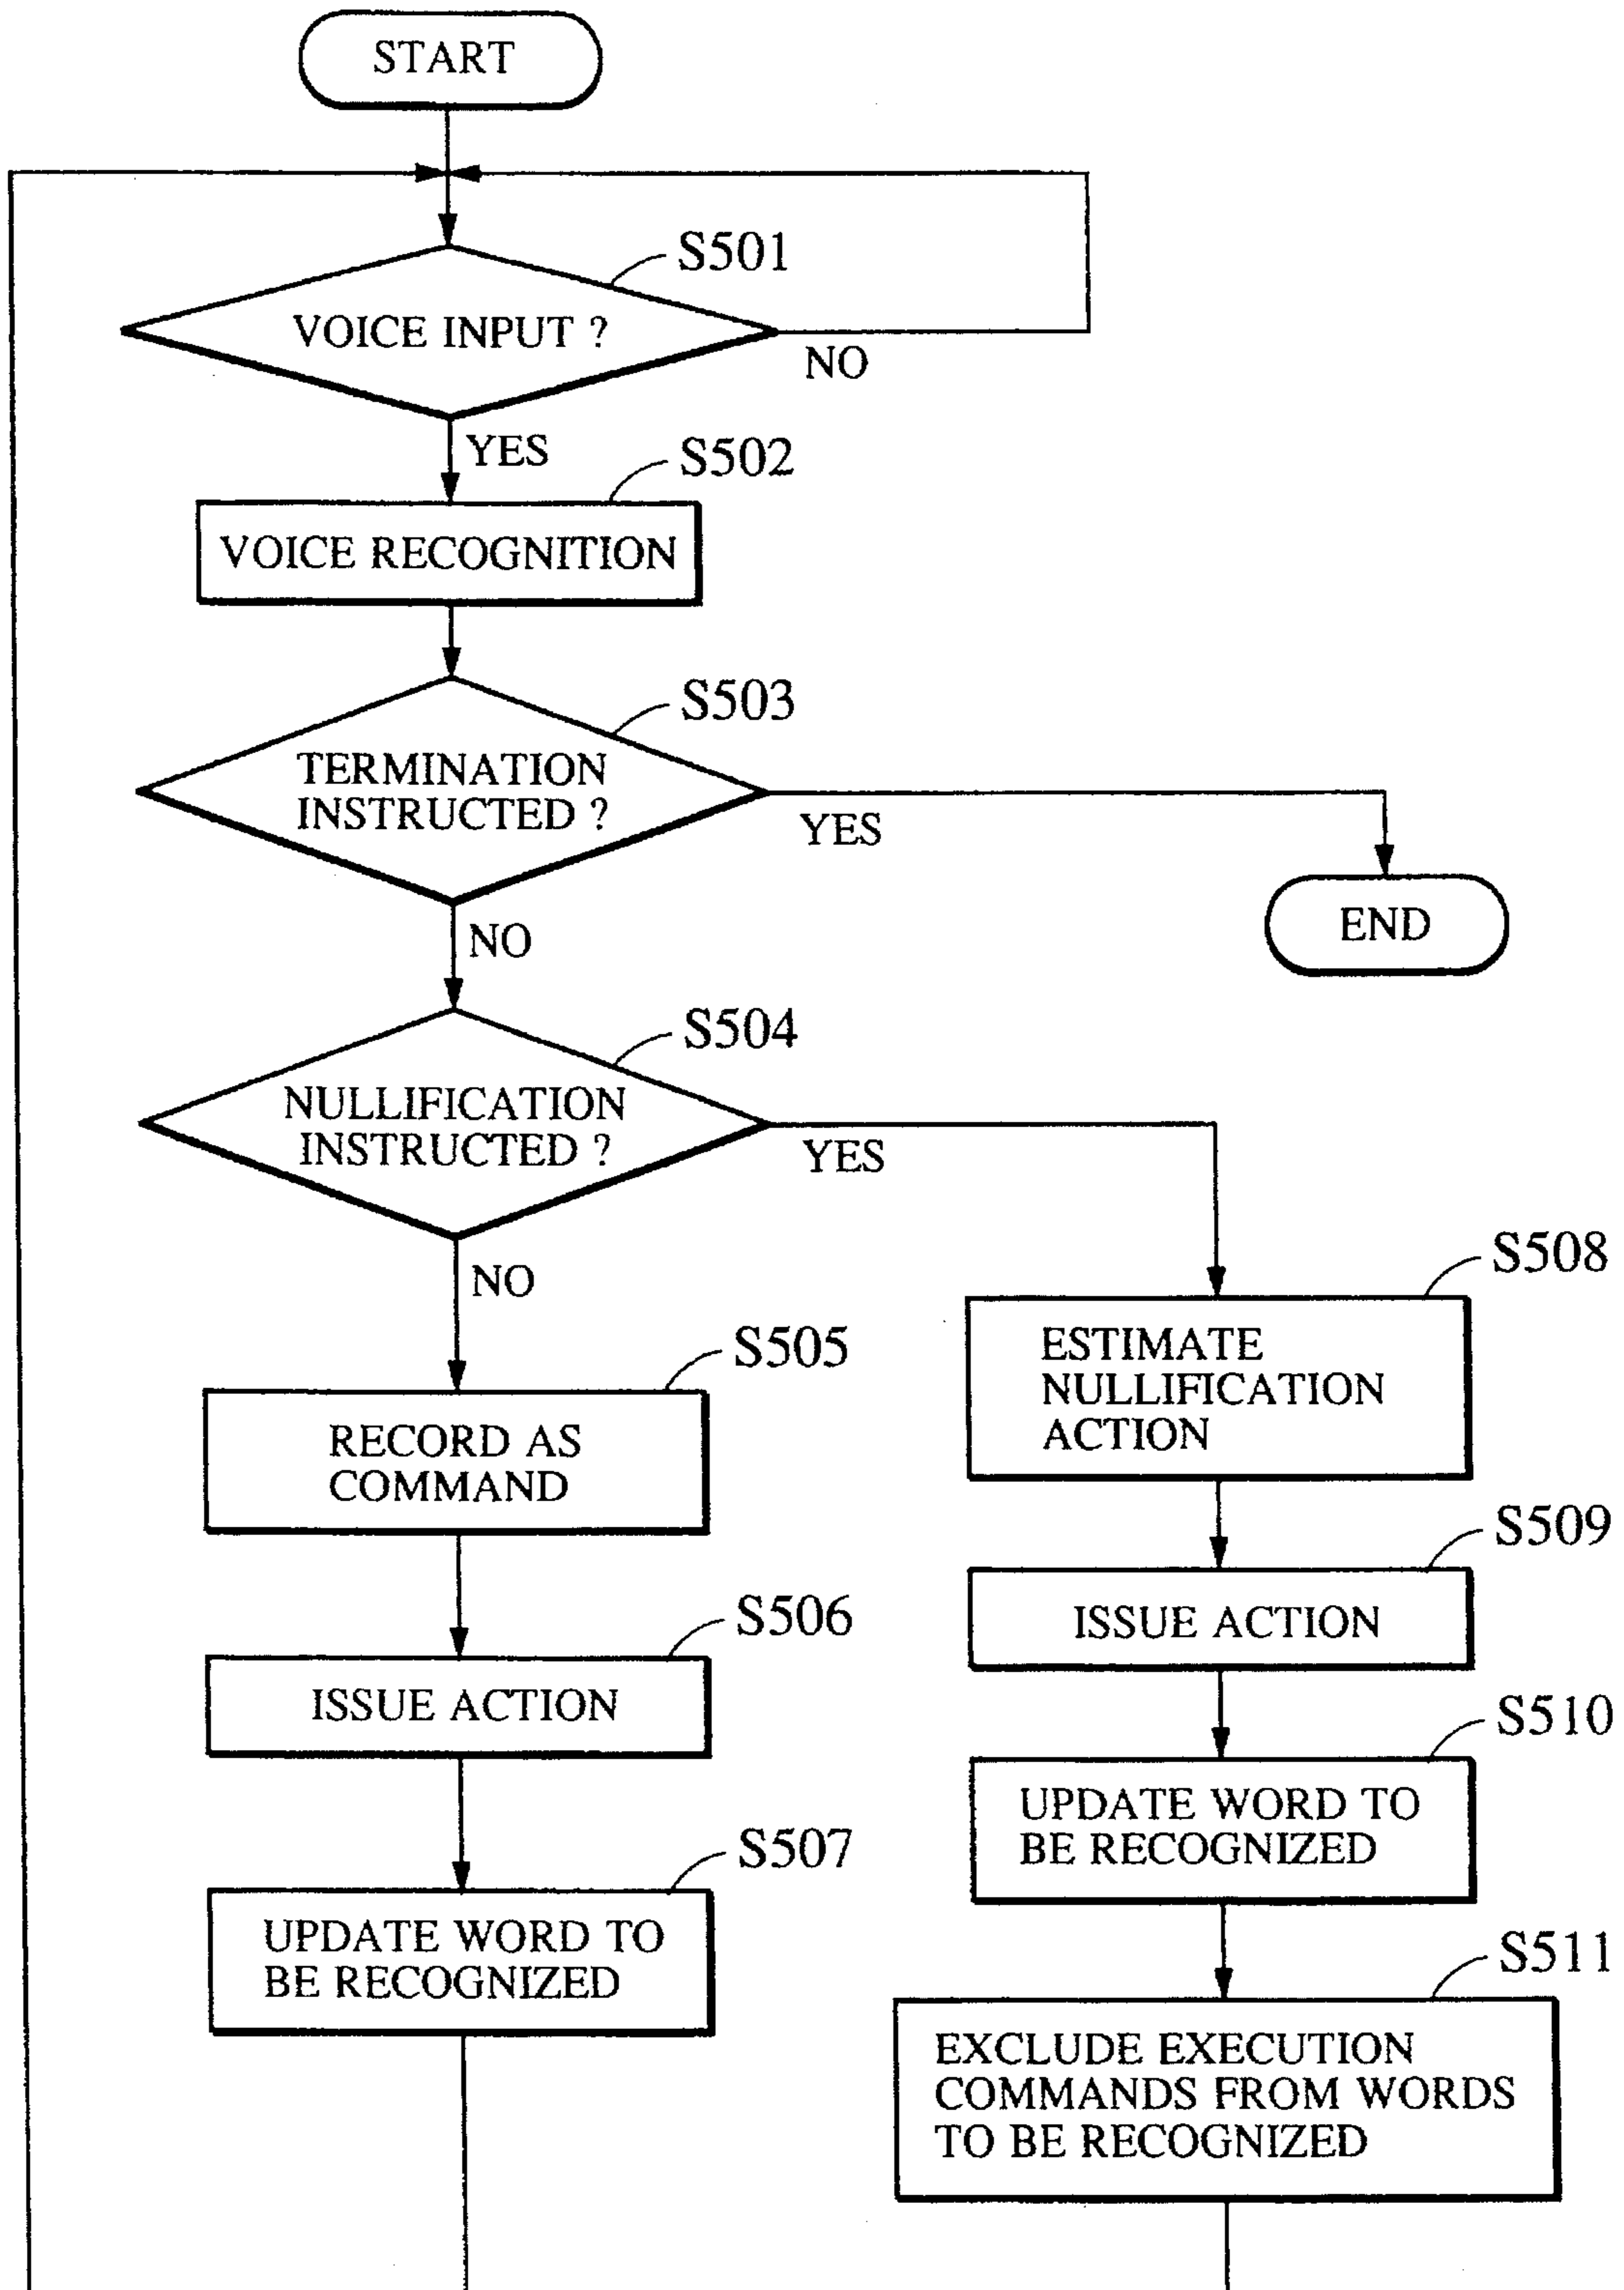 START
S501
VOICE INPUT ?
NO
YES
S502
VOICE RECOGNITION
S503
TERMINATION
INSTRUCTED ?
YES
END
NO
S504
NULLIFICATION
INSTRUCTED ?
YES
NO
S505
RECORD AS
COMMAND
S506
ISSUE ACTION
S507
UPDATE WORD TO
BE RECOGNIZED
S508
ESTIMATE
NULLIFICATION
ACTION
S509
ISSUE ACTION
S510
UPDATE WORD TO
BE RECOGNIZED
S511
EXCLUDE EXECUTION
COMMANDS FROM WORDS
TO BE RECOGNIZED